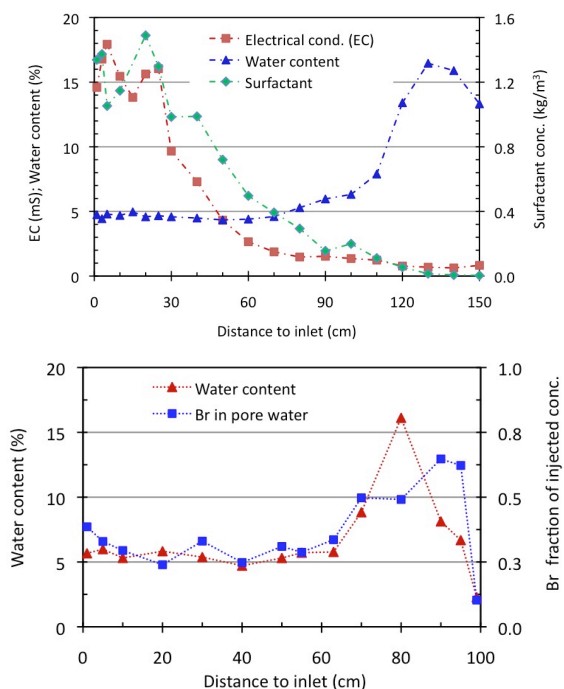 20
15
10
5
0
EC (mS); Water content (%)
Electrical cond. (EC)
Water content
Surfactant
1.6
1.2
0.8
0.4
0.0
Surfactant conc. (kg/m³)
0 30 60 90 120 150
Distance to inlet (cm)
20
15
10
5
0
Water content (%)
Water content
Br in pore water
1.0
0.8
0.5
0.3
0.0
Br fraction of injected conc.
0 20 40 60 80 100
Distance to inlet (cm)